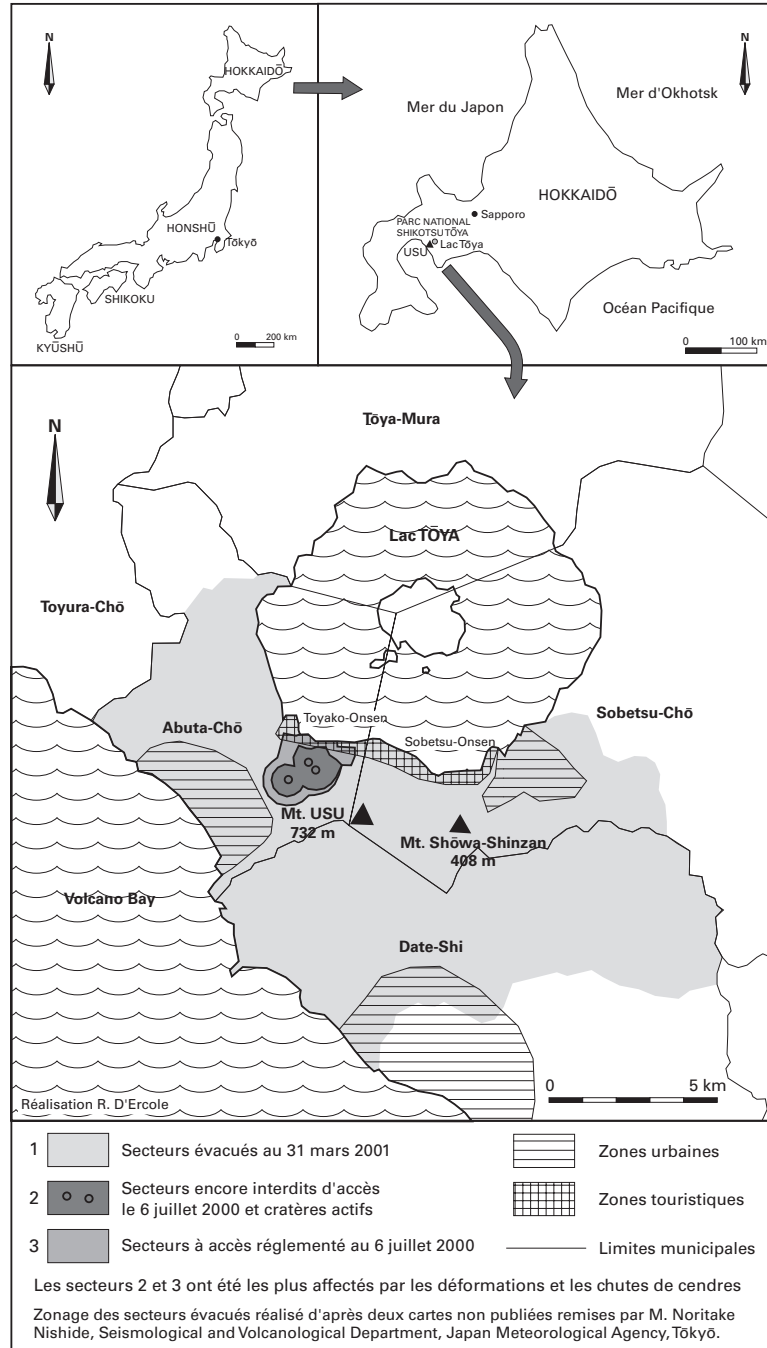 N
HOKKAIDŌ
HONSHŪ
Tōkyō
SHIKOKU
KYŪSHŪ
0 200 km
N
Mer du Japon
Mer d'Okhotsk
HOKKAIDŌ
Sapporo
PARC NATIONAL
SHIKOTSU TŌYA
Lac Tōya
USU
Océan Pacifique
0 100 km
N
Tōya-Mura
Lac TŌYA
Toyura-Chō
Abuta-Chō
Toyako-Onsen
Sobetsu-Onsen
Sobetsu-Chō
Mt. USU
732 m
Mt. Shōwa-Shinzan
408 m
Volcano Bay
Date-Shi
0 5 km
Réalisation R. D'Ercole
1 Secteurs évacués au 31 mars 2001
2 Secteurs encore interdits d'accès
le 6 juillet 2000 et cratères actifs
3 Secteurs à accès réglementé au 6 juillet 2000
Zones urbaines
Zones touristiques
Limites municipales
Les secteurs 2 et 3 ont été les plus affectés par les déformations et les chutes de cendres
Zonage des secteurs évacués réalisé d'après deux cartes non publiées remises par M. Noritake
Nishide, Seismological and Volcanological Department, Japan Meteorological Agency, Tōkyō.